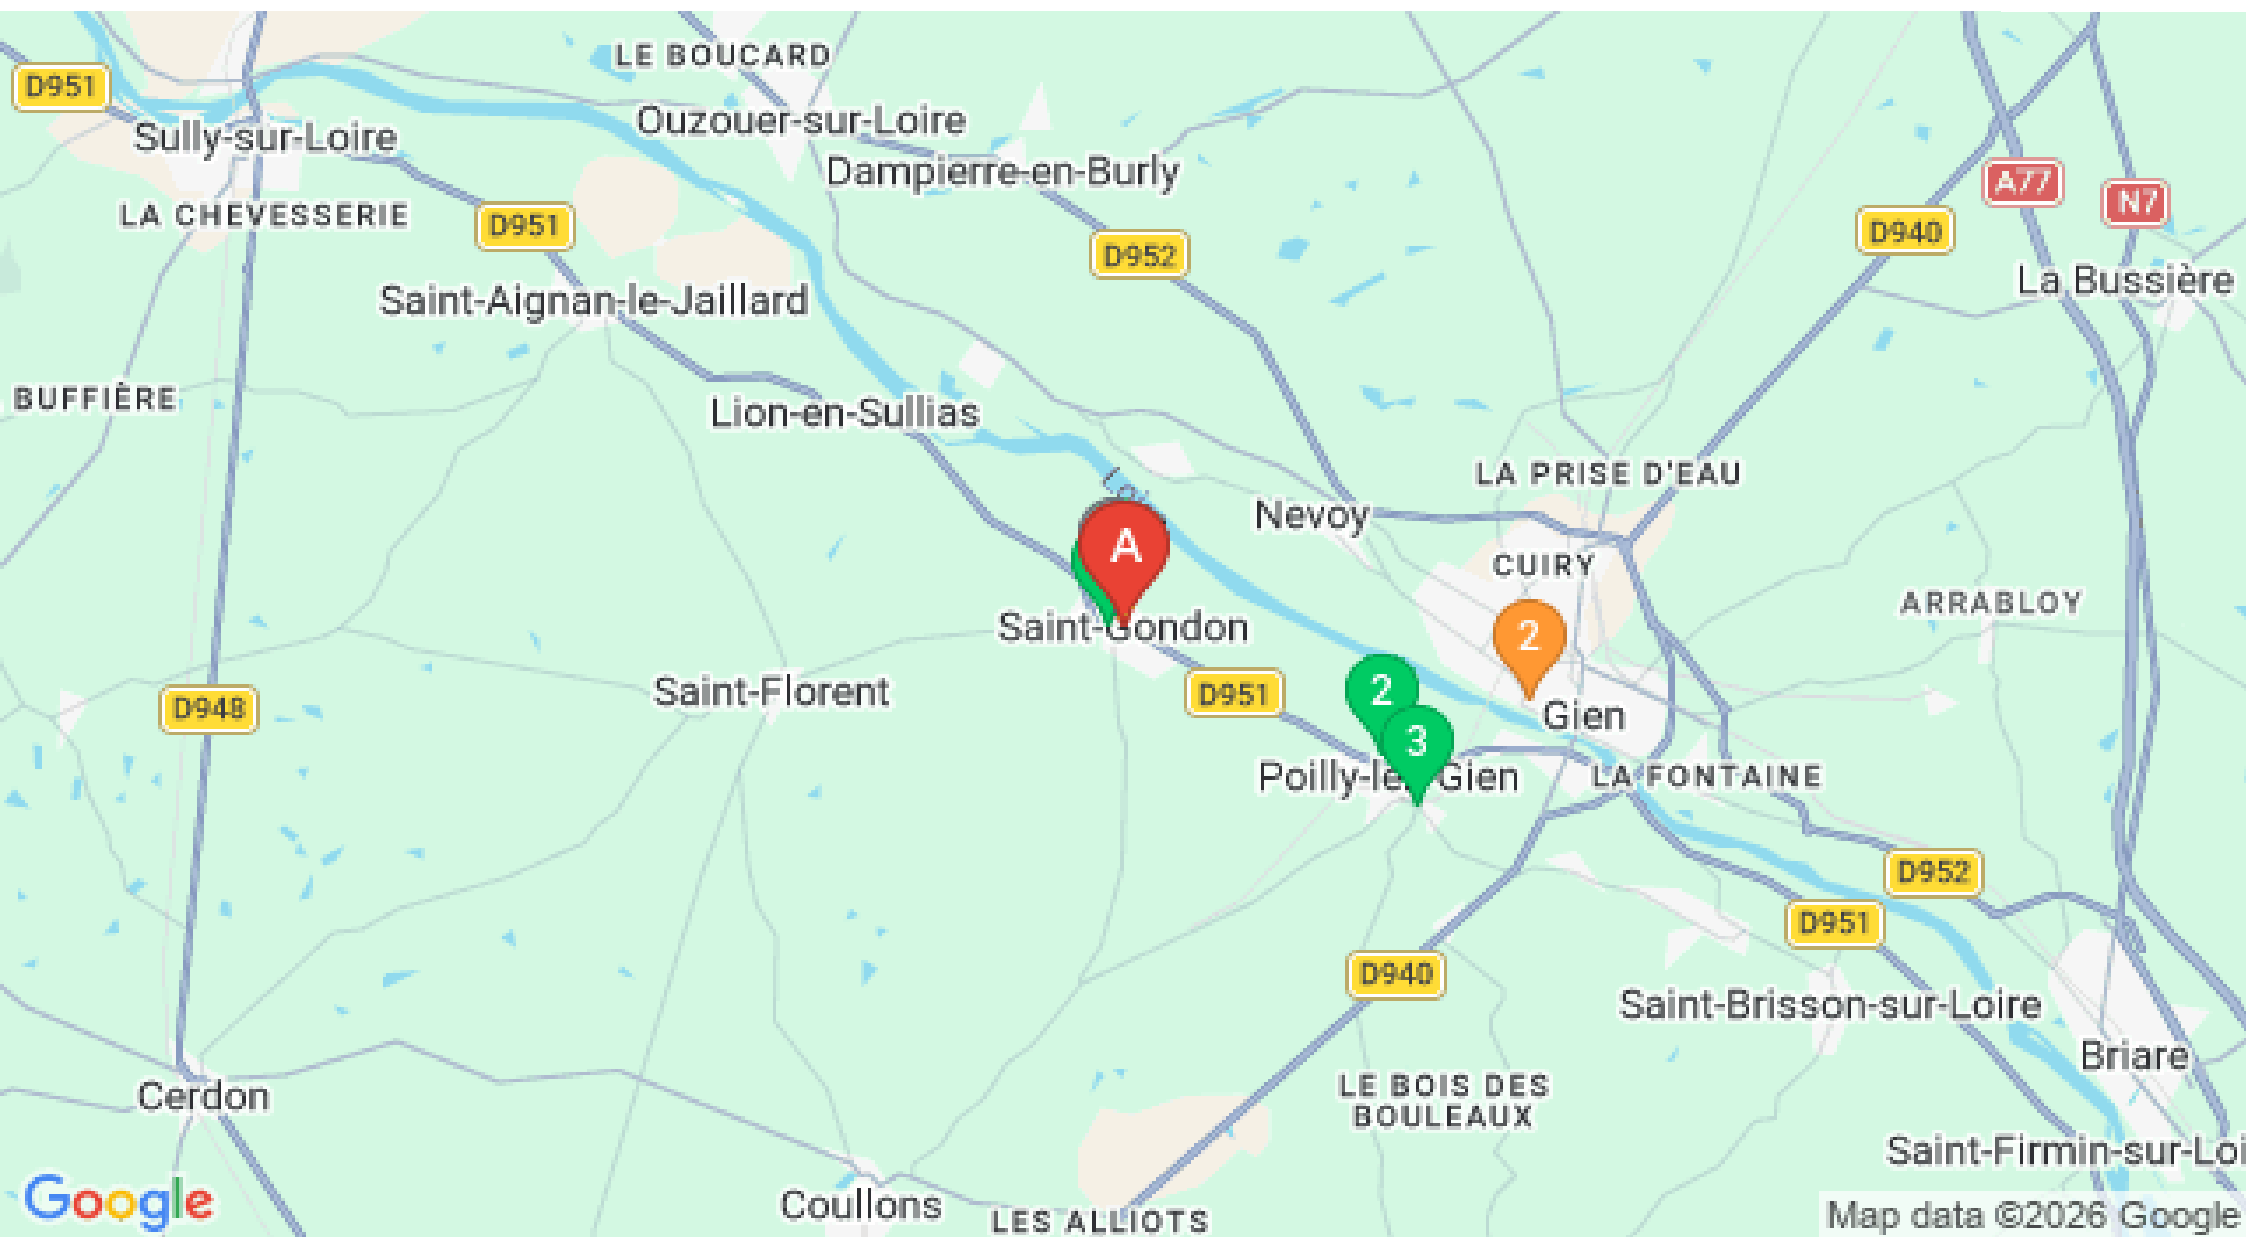 LE BOUCARD
D951
Ouzouer-sur-Loire
Sully-sur-Loire
Dampierre-en-Burly
A77
N7
LA CHEVESSERIE
D951
D940
D952
La Bussière
Saint-Aignan-le-Jaillard
BUFFIÈRE
Lion-en-Sullias
LA PRISE D'EAU
Nevoy
A
CUIRY
ARRABLOY
Saint-Gondon
2
Saint-Florent
2
D951
D948
Gien
3
Poilly-lez-Gien
LA FONTAINE
D952
D951
D940
Saint-Brisson-sur-Loire
Briare
LE BOIS DES
BOULEAUX
Cerdon
Saint-Firmin-sur-Loi
Google
Coullons
LES ALLIOTS
Map data ©2026 Google